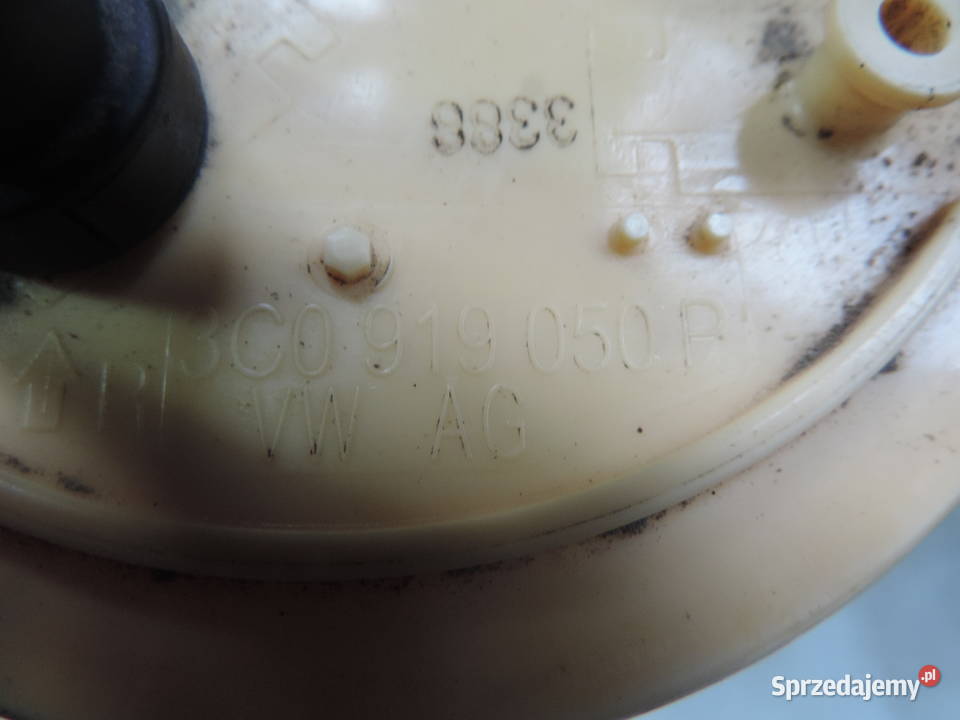 3388
3C0 919 050 P
VW AG
Sprzedajemy.pl